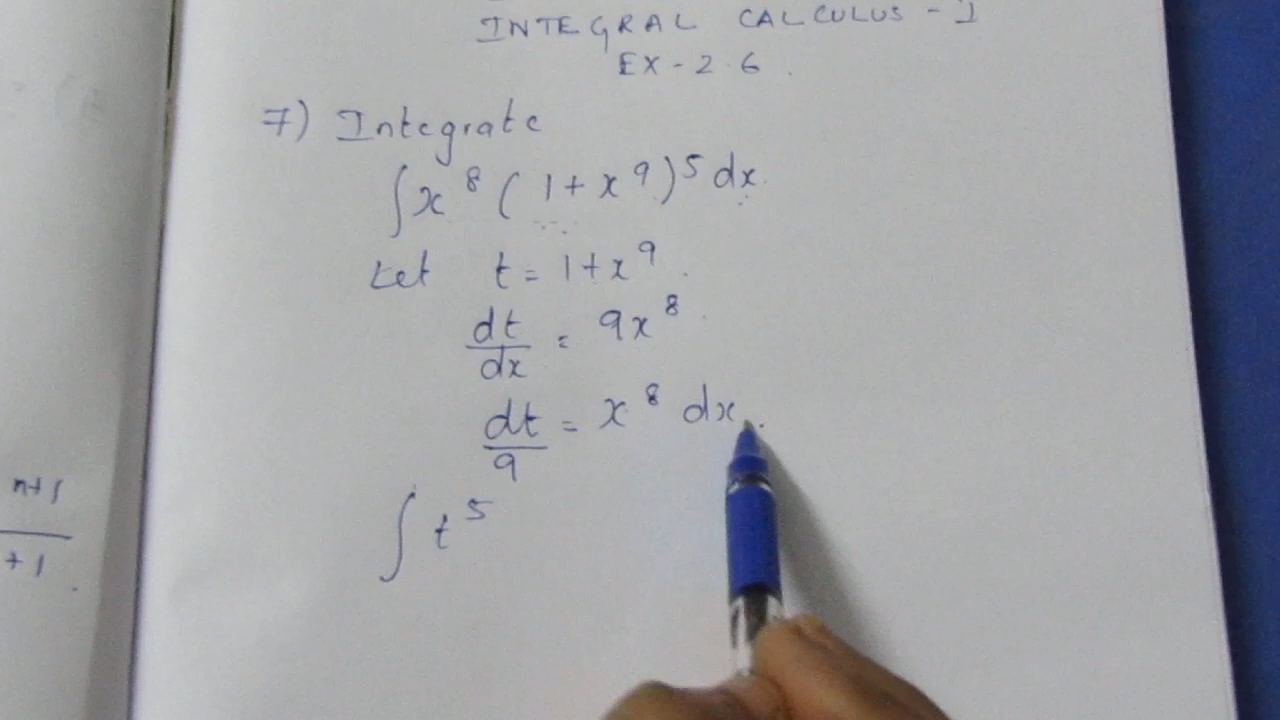 INTEGRAL CALCULUS - I
EX - 2.6
7) Integrate
∫ x⁸ (1 + x⁹)⁵ dx.
Let t = 1 + x⁹.
dt/dx = 9x⁸
dt/9 = x⁸ dx.
∫ t⁵
n+1
+1